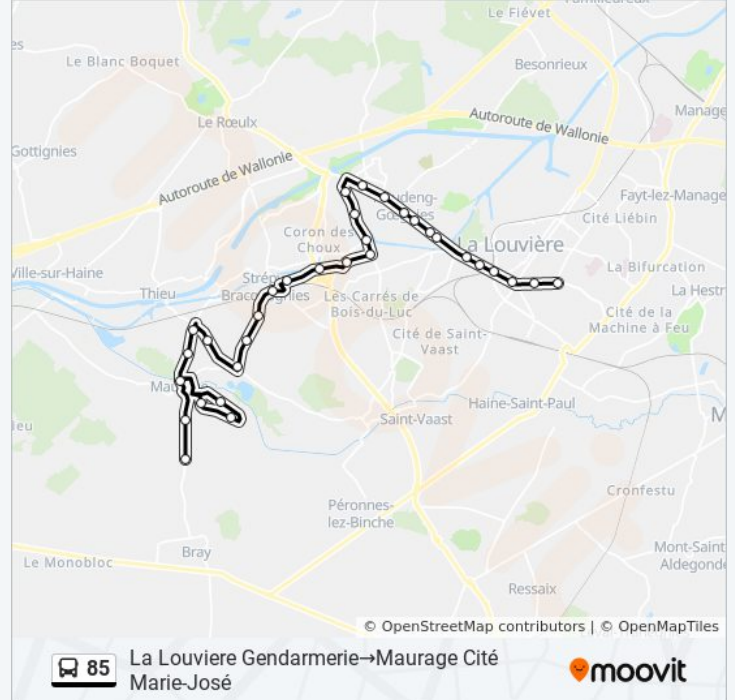 Le Fiévet
Le Blanc Boquet
Besonrieux
Manage
Le Rœulx
Autoroute de Wallonie
Gottignies
Autoroute de Wallonie
Fayt-lez-Manage
Cité Liébin
Coron des
Choux
La Louvière
La Bifurcation
Ville-sur-Haine
Thieu
Les Carrés de
Bois-du-Luc
La Hestr
Cité de la
Machine à Feu
Cité de Saint-
Vaast
Haine-Saint-Paul
Saint-Vaast
Péronnes-
lez-Binche
Cronfestu
Bray
Le Monobloc
Mont-Saint
Aldegond
Ressaix
© OpenStreetMap contributors | © OpenMapTiles
85
La Louviere Gendarmerie→Maurage Cité
Marie-José
moovit